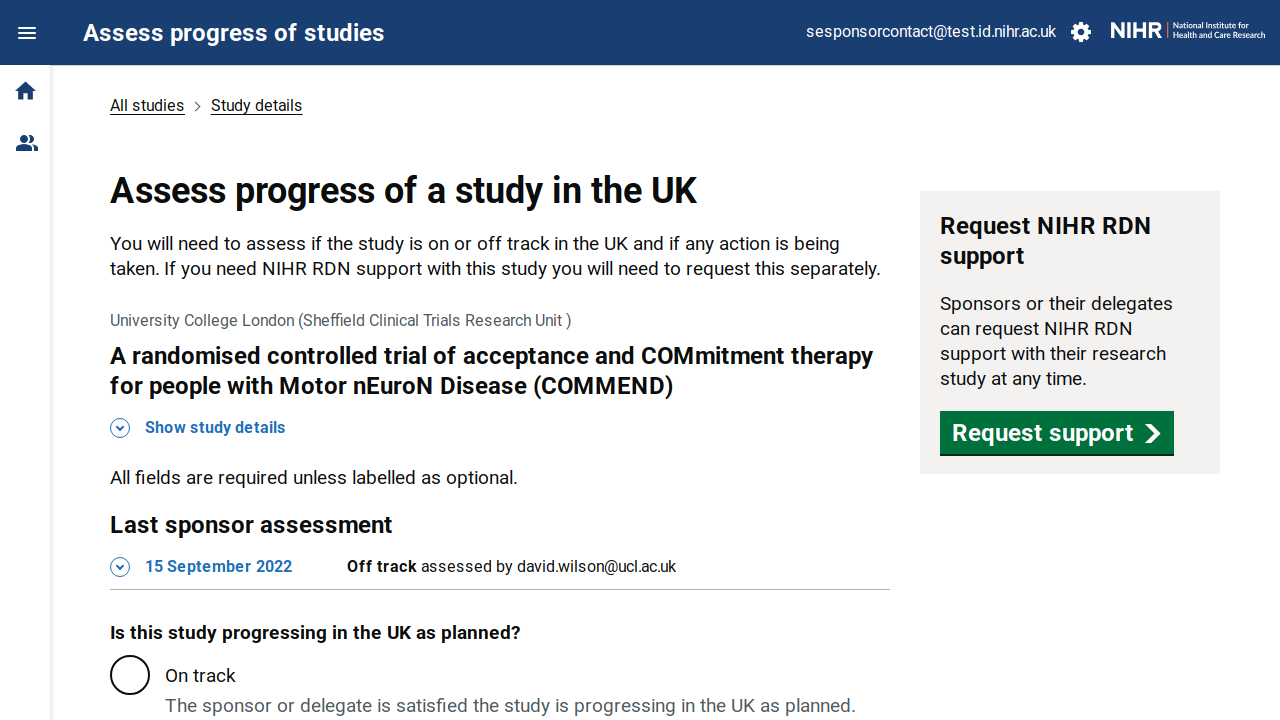 Assess progress of studies
sesponsorcontact@test.id.nihr.ac.uk
NIHR | National Institute for
Health and Care Research
All studies
Study details
Assess progress of a study in the UK
You will need to assess if the study is on or off track in the UK and if any action is being
taken. If you need NIHR RDN support with this study you will need to request this separately.
University College London (Sheffield Clinical Trials Research Unit )
A randomised controlled trial of acceptance and COMmitment therapy
for people with Motor nEuroN Disease (COMMEND)
Show study details
All fields are required unless labelled as optional.
Last sponsor assessment
15 September 2022 Off track assessed by david.wilson@ucl.ac.uk
Is this study progressing in the UK as planned?
On track
The sponsor or delegate is satisfied the study is progressing in the UK as planned.
Request NIHR RDN
support
Sponsors or their delegates
can request NIHR RDN
support with their research
study at any time.
Request support